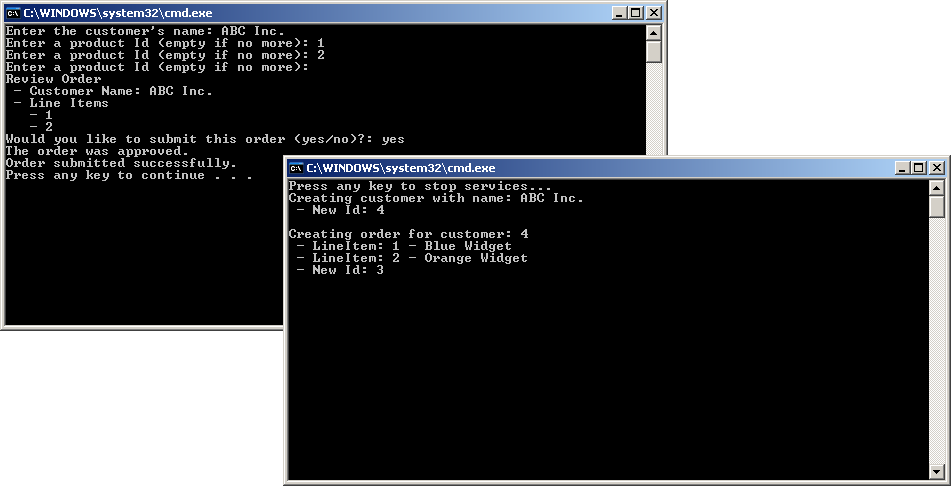 C:\WINDOWS\system32\cmd.exe
Enter the customer's name: ABC Inc.
Enter a product Id (empty if no more): 1
Enter a product Id (empty if no more): 2
Enter a product Id (empty if no more):
Review Order
 - Customer Name: ABC Inc.
 - Line Items
   - 1
   - 2
Would you like to submit this order (yes/no)?: yes
The order was approved.
Order submitted successfully.
Press any key to continue . . .
C:\WINDOWS\system32\cmd.exe
Press any key to stop services...
Creating customer with name: ABC Inc.
 - New Id: 4
Creating order for customer: 4
 - LineItem: 1 - Blue Widget
 - LineItem: 2 - Orange Widget
 - New Id: 3